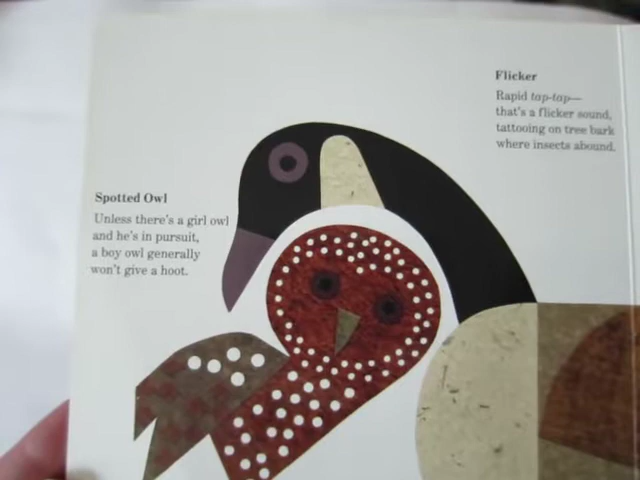 Flicker
Rapid tap-tap—
that's a flicker sound,
tattooing on tree bark
where insects abound.
Spotted Owl
Unless there's a girl owl
and he's in pursuit,
a boy owl generally
won't give a hoot.